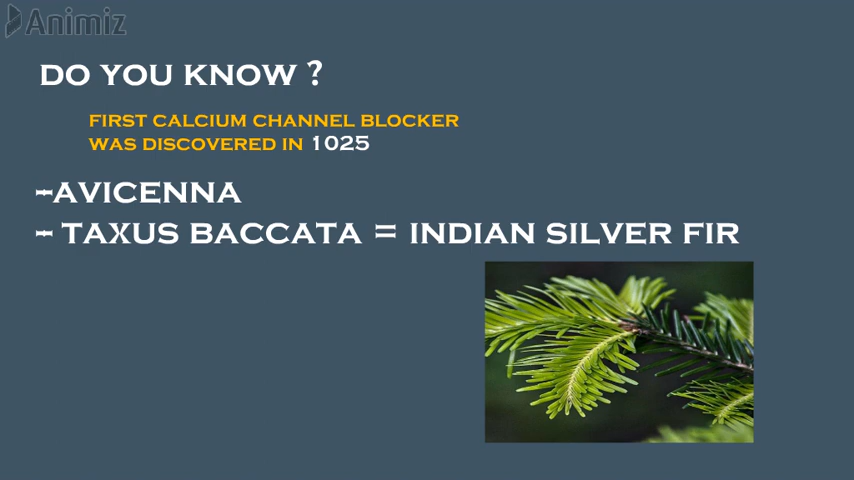 Animiz
DO YOU KNOW ?
FIRST CALCIUM CHANNEL BLOCKER
WAS DISCOVERED IN 1025
-AVICENNA
- TAXUS BACCATA = INDIAN SILVER FIR